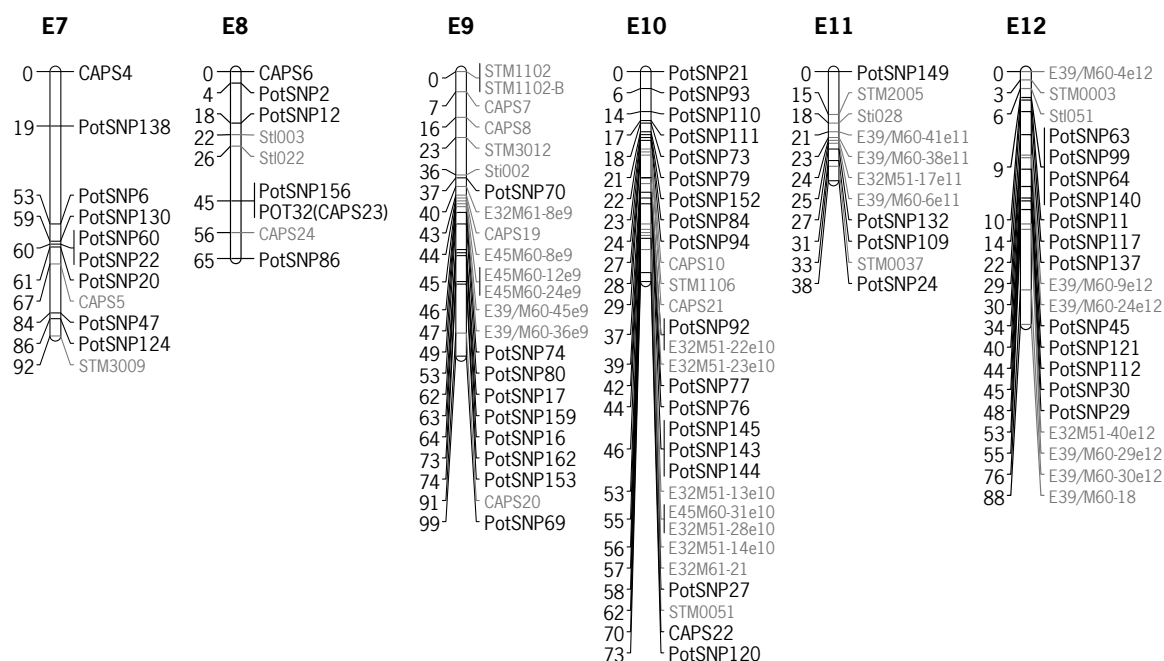 E7
0 CAPS4
19 PotSNP138
53 PotSNP6
59 PotSNP130
60 PotSNP60
PotSNP22
61 PotSNP20
67 CAPS5
84 PotSNP47
86 PotSNP124
92 STM3009
E8
0 CAPS6
4 PotSNP2
18 PotSNP12
22 StI003
26 StI022
45 PotSNP156
POT32(CAPS23)
56 CAPS24
65 PotSNP86
E9
0 STM1102
STM1102-B
7 CAPS7
16 CAPS8
23 STM3012
36 Sti002
37 PotSNP70
40 E32M61-8e9
43 CAPS19
44 E45M60-8e9
45 E45M60-12e9
E45M60-24e9
46 E39/M60-45e9
47 E39/M60-36e9
49 PotSNP74
53 PotSNP80
62 PotSNP17
63 PotSNP159
64 PotSNP16
73 PotSNP162
74 PotSNP153
91 CAPS20
99 PotSNP69
E10
0 PotSNP21
6 PotSNP93
14 PotSNP110
17 PotSNP111
18 PotSNP73
21 PotSNP79
22 PotSNP152
23 PotSNP84
24 PotSNP94
27 CAPS10
28 STM1106
29 CAPS21
37 PotSNP92
E32M51-22e10
39 E32M51-23e10
42 PotSNP77
44 PotSNP76
46 PotSNP145
PotSNP143
PotSNP144
53 E32M51-13e10
55 E45M60-31e10
E32M51-28e10
56 E32M51-14e10
57 E32M61-21
58 PotSNP27
62 STM0051
70 CAPS22
73 PotSNP120
E11
0 PotSNP149
15 STM2005
18 Sti028
21 E39/M60-41e11
23 E39/M60-38e11
24 E32M51-17e11
25 E39/M60-6e11
27 PotSNP132
31 PotSNP109
33 STM0037
38 PotSNP24
E12
0 E39/M60-4e12
3 STM0003
6 StI051
9 PotSNP63
PotSNP99
PotSNP64
PotSNP140
10 PotSNP11
14 PotSNP117
22 PotSNP137
29 E39/M60-9e12
30 E39/M60-24e12
34 PotSNP45
40 PotSNP121
44 PotSNP112
45 PotSNP30
48 PotSNP29
53 E32M51-40e12
55 E39/M60-29e12
76 E39/M60-30e12
88 E39/M60-18